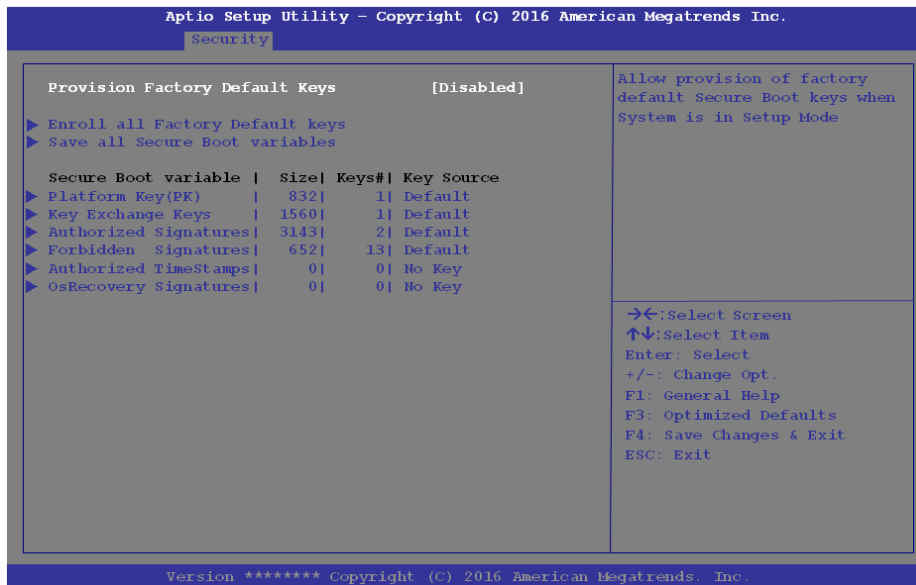 Aptio Setup Utility – Copyright (C) 2016 American Megatrends Inc.
Security
Provision Factory Default Keys [Disabled]
▶ Enroll all Factory Default keys
▶ Save all Secure Boot variables
Secure Boot variable | Size| Keys#| Key Source
▶ Platform Key(PK) | 832| 1| Default
▶ Key Exchange Keys | 1560| 1| Default
▶ Authorized Signatures| 3143| 2| Default
▶ Forbidden Signatures| 652| 13| Default
▶ Authorized TimeStamps| 0| 0| No Key
▶ OsRecovery Signatures| 0| 0| No Key
Allow provision of factory
default Secure Boot keys when
System is in Setup Mode
→←:Select Screen
↑↓:Select Item
Enter: Select
+/-: Change Opt.
F1: General Help
F3: Optimized Defaults
F4: Save Changes & Exit
ESC: Exit
Version ******** Copyright (C) 2016 American Megatrends. Inc.